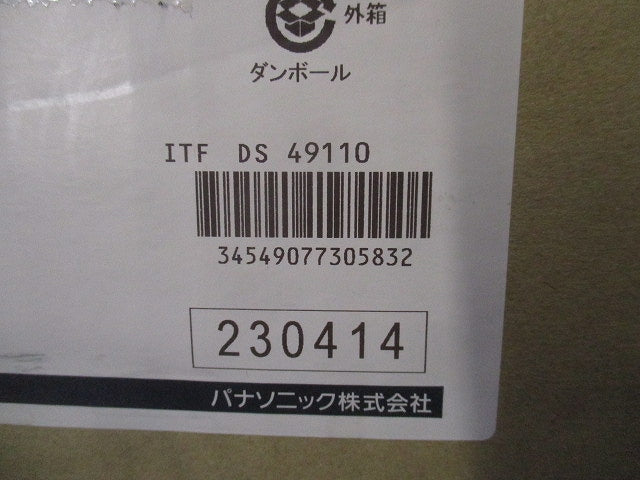 外箱
ダンボール
ITF DS 49110
34549077305832
230414
パナソニック株式会社